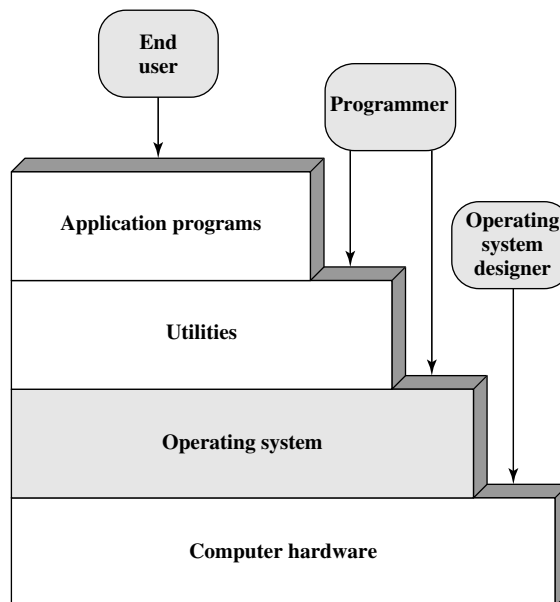 End
user
Programmer
Operating
system
designer
Application programs
Utilities
Operating system
Computer hardware